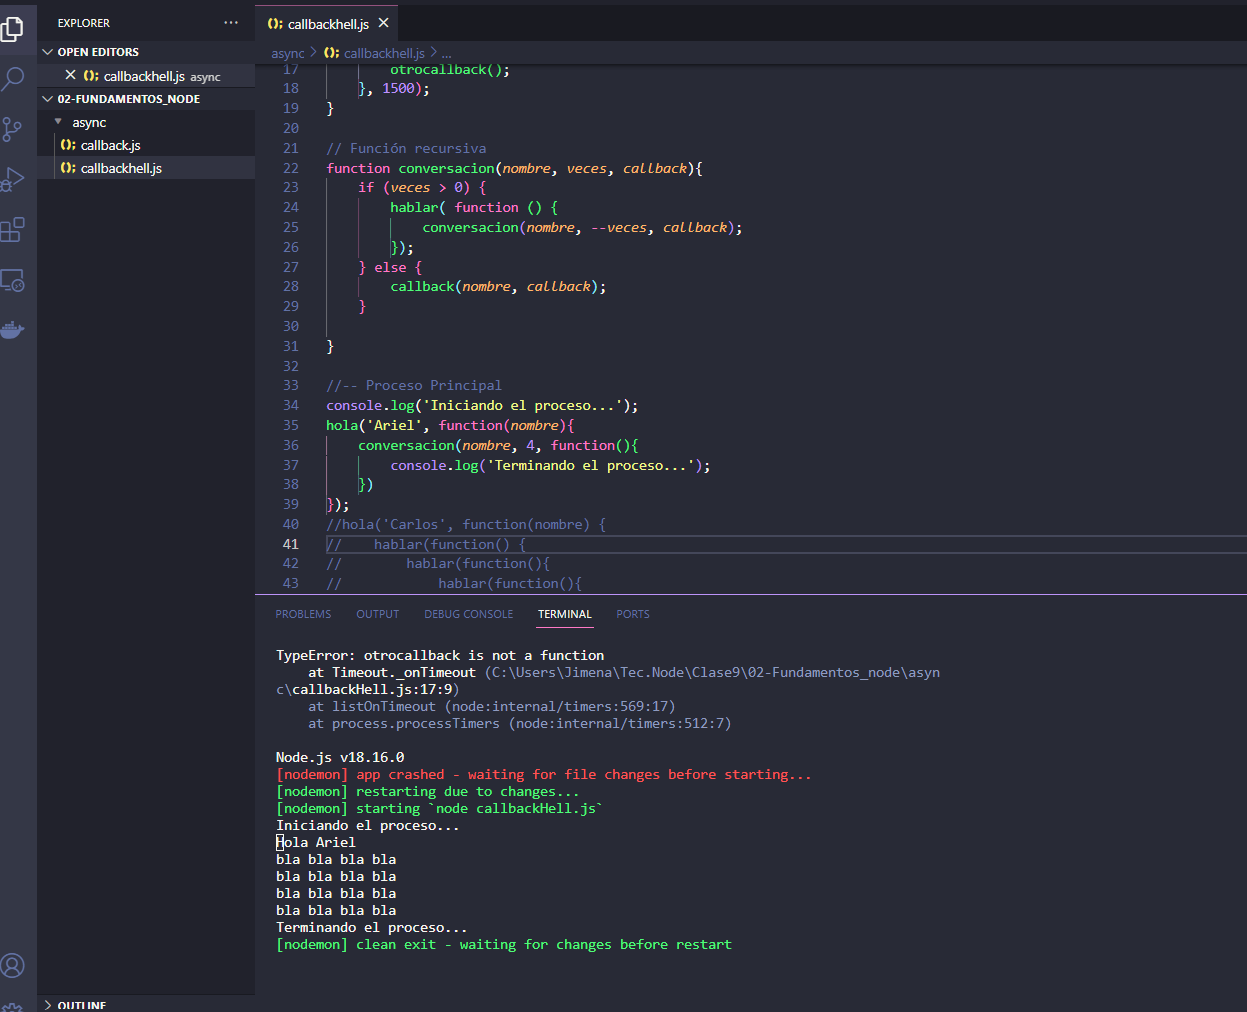 EXPLORER
···
OPEN EDITORS
callbackhell.js async
02-FUNDAMENTOS_NODE
async
callback.js
callbackhell.js
OUTLINE
callbackhell.js
async > callbackhell.js > ...
17 otrocallback();
18 }, 1500);
19 }
20
21 // Función recursiva
22 function conversacion(nombre, veces, callback){
23 if (veces > 0) {
24 hablar( function () {
25 conversacion(nombre, --veces, callback);
26 });
27 } else {
28 callback(nombre, callback);
29 }
30
31 }
32
33 //-- Proceso Principal
34 console.log('Iniciando el proceso...');
35 hola('Ariel', function(nombre){
36 conversacion(nombre, 4, function(){
37 console.log('Terminando el proceso...');
38 })
39 });
40 //hola('Carlos', function(nombre) {
41 // hablar(function() {
42 // hablar(function(){
43 // hablar(function(){
PROBLEMS OUTPUT DEBUG CONSOLE TERMINAL PORTS
TypeError: otrocallback is not a function
at Timeout._onTimeout (C:\Users\Jimena\Tec.Node\Clase9\02-Fundamentos_node\asyn
c\callbackHell.js:17:9)
at listOnTimeout (node:internal/timers:569:17)
at process.processTimers (node:internal/timers:512:7)
Node.js v18.16.0
[nodemon] app crashed - waiting for file changes before starting...
[nodemon] restarting due to changes...
[nodemon] starting `node callbackHell.js`
Iniciando el proceso...
Hola Ariel
bla bla bla bla
bla bla bla bla
bla bla bla bla
bla bla bla bla
Terminando el proceso...
[nodemon] clean exit - waiting for changes before restart